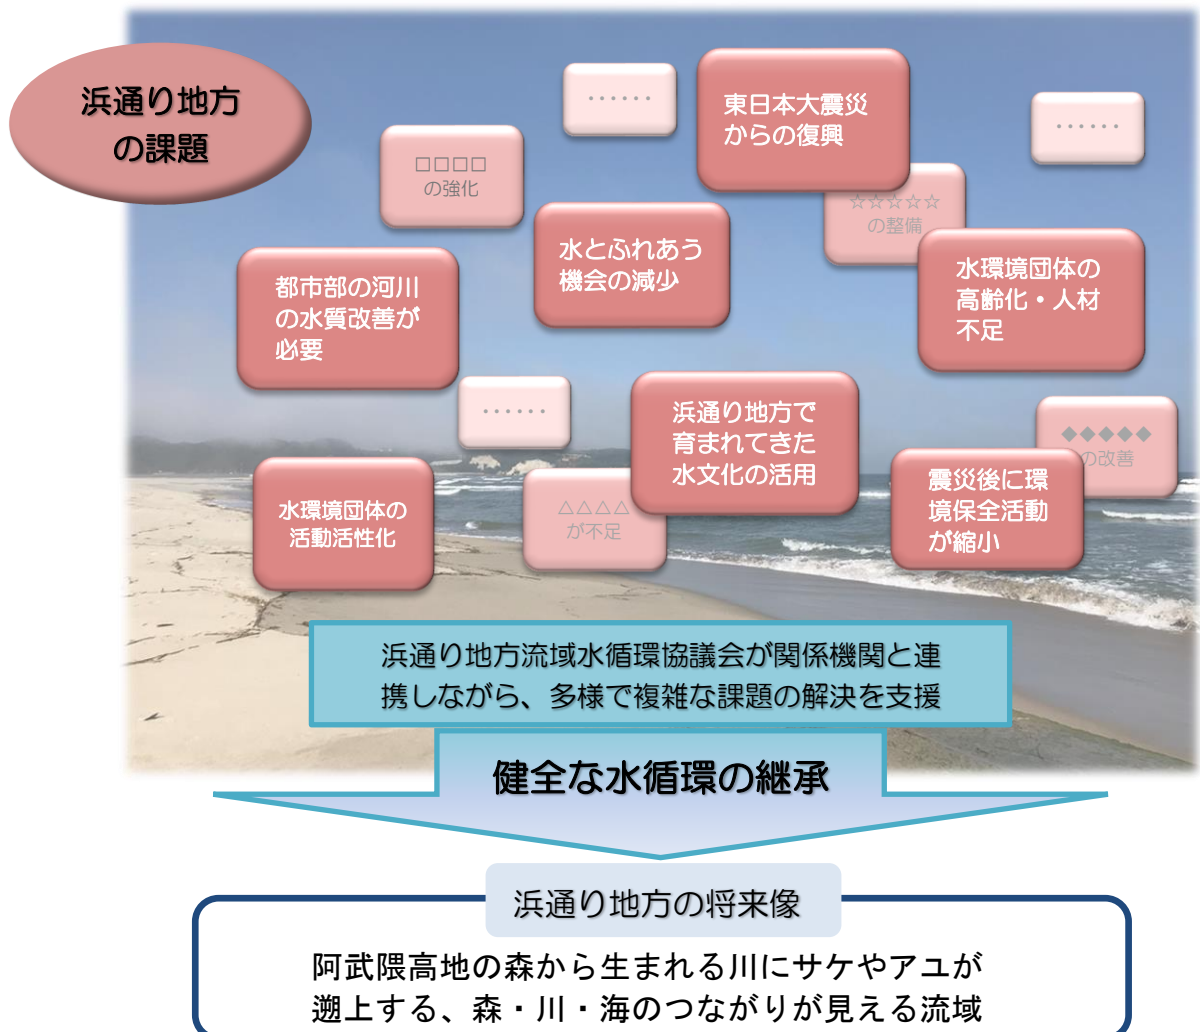 浜通り地方
の課題
・・・・・・
東日本大震災
からの復興
・・・・・・
□□□□
の強化
☆☆☆☆☆
の整備
水とふれあう
機会の減少
水環境団体の
高齢化・人材
不足
都市部の河川
の水質改善が
必要
・・・・・・
浜通り地方で
育まれてきた
水文化の活用
◆◆◆◆◆
の改善
水環境団体の
活動活性化
△△△△
が不足
震災後に環
境保全活動
が縮小
浜通り地方流域水循環協議会が関係機関と連
携しながら、多様で複雑な課題の解決を支援
健全な水循環の継承
浜通り地方の将来像
阿武隈高地の森から生まれる川にサケやアユが
遡上する、森・川・海のつながりが見える流域